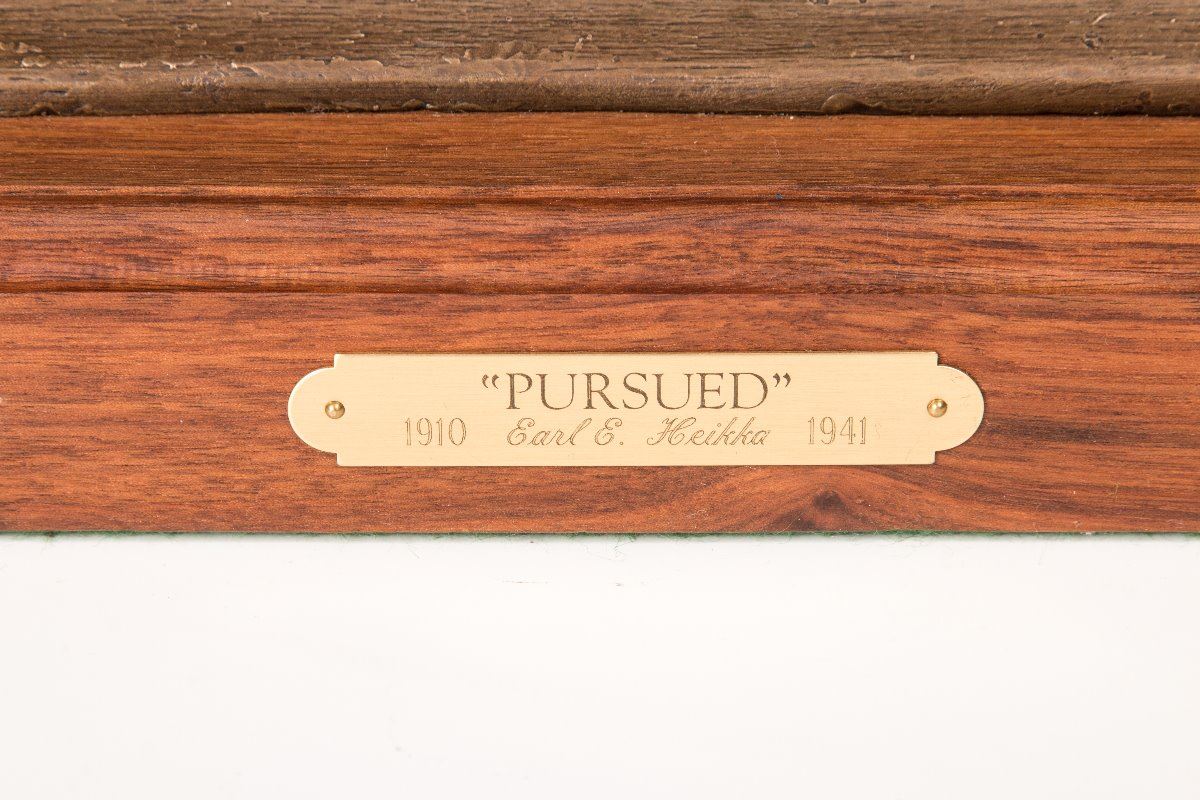 “PURSUED”
1910 Earl E. Heikka 1941